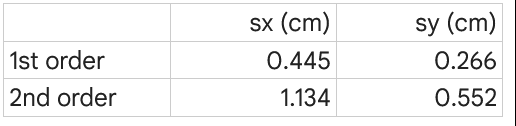 sx (cm) sy (cm)
1st order 0.445 0.266
2nd order 1.134 0.552